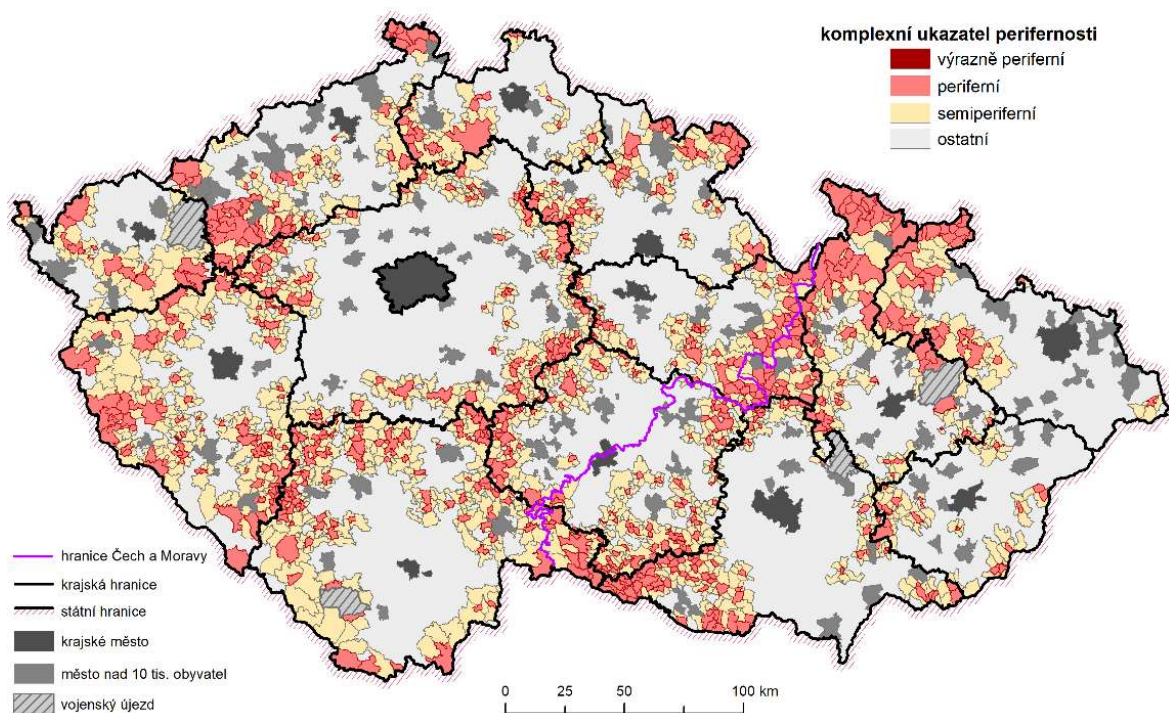 komplexní ukazatel perifernosti
výrazně periferní
periferní
semiperiferní
ostatní
hranice Čech a Moravy
krajská hranice
státní hranice
krajské město
město nad 10 tis. obyvatel
vojenský újezd
0 25 50 100 km